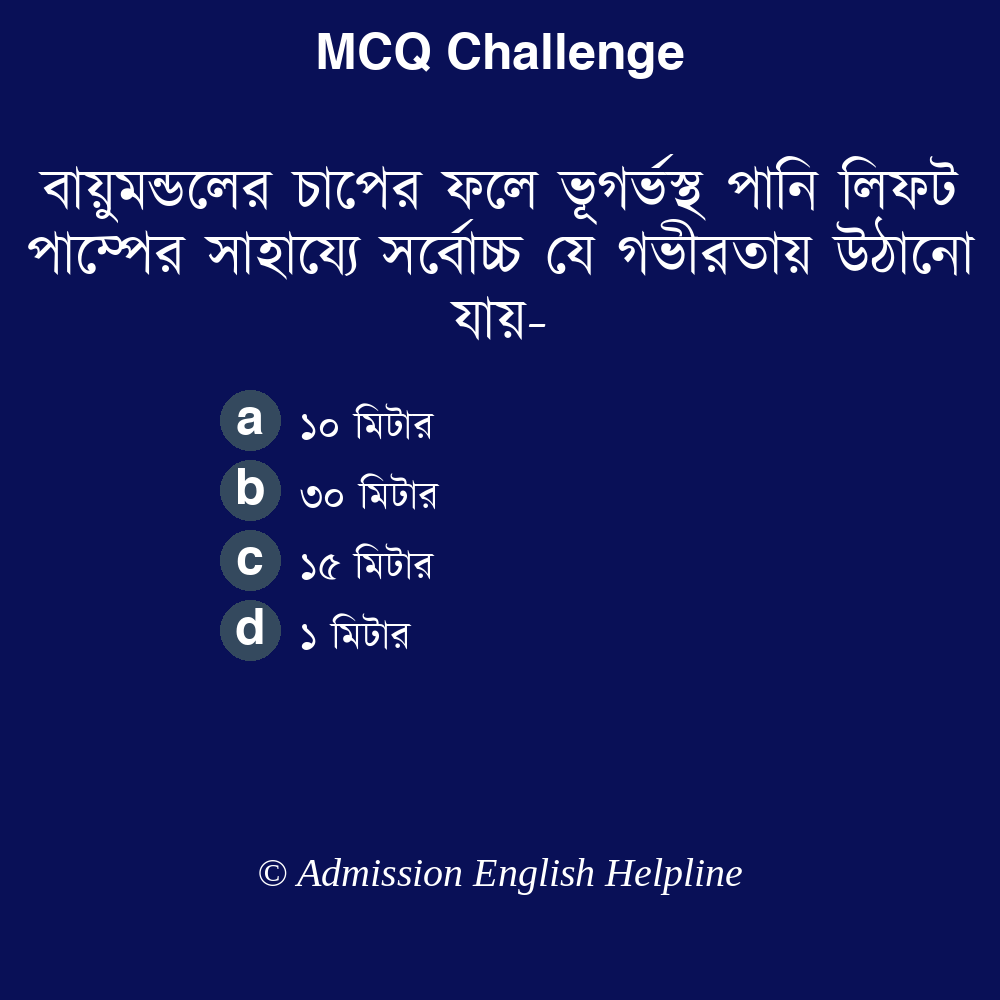 MCQ Challenge
বায়ুমন্ডলের চাপের ফলে ভূগর্ভস্থ পানি লিফট
পাম্পের সাহায্যে সর্বোচ্চ যে গভীরতায় উঠানো
যায়-
a ১০ মিটার
b ৩০ মিটার
c ১৫ মিটার
d ১ মিটার
© Admission English Helpline